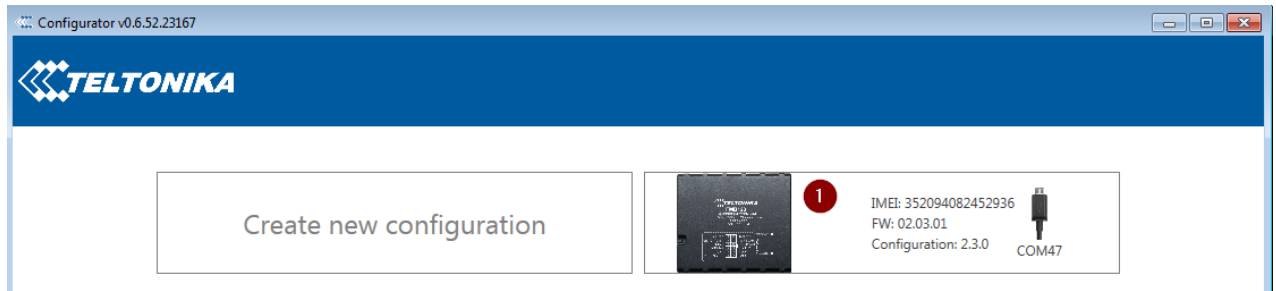 Configurator v0.6.52.23167
TELTONIKA
Create new configuration
1
IMEI: 352094082452936
FW: 02.03.01
Configuration: 2.3.0
COM47